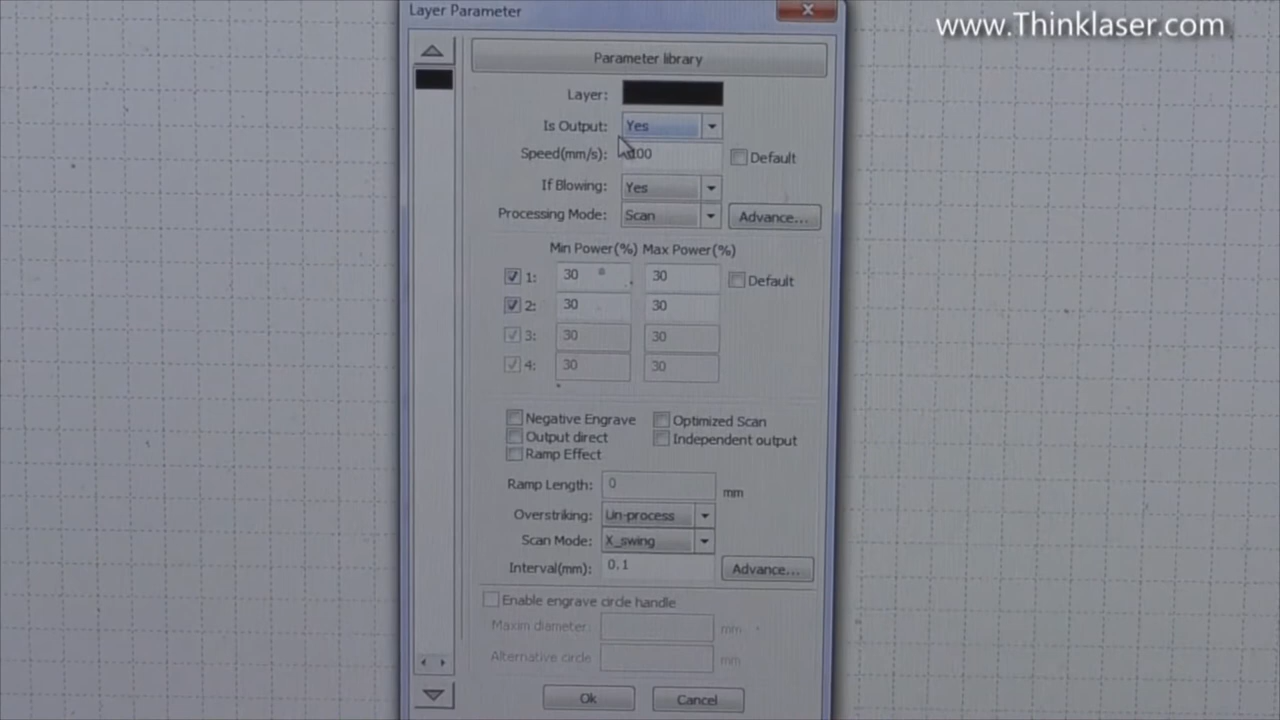 Layer Parameter
www.Thinklaser.com
Parameter library
Layer:
Is Output: Yes
Speed(mm/s): 100 Default
If Blowing: Yes
Processing Mode: Scan Advance...
Min Power(%) Max Power(%)
1: 30 30 Default
2: 30 30
3: 30 30
4: 30 30
Negative Engrave Optimized Scan
Output direct Independent output
Ramp Effect
Ramp Length: 0 mm
Overstriking: Un-process
Scan Mode: X_swing
Interval(mm): 0.1 Advance...
Enable engrave circle handle
Maxim diameter: mm
Alternative circle mm
Ok Cancel